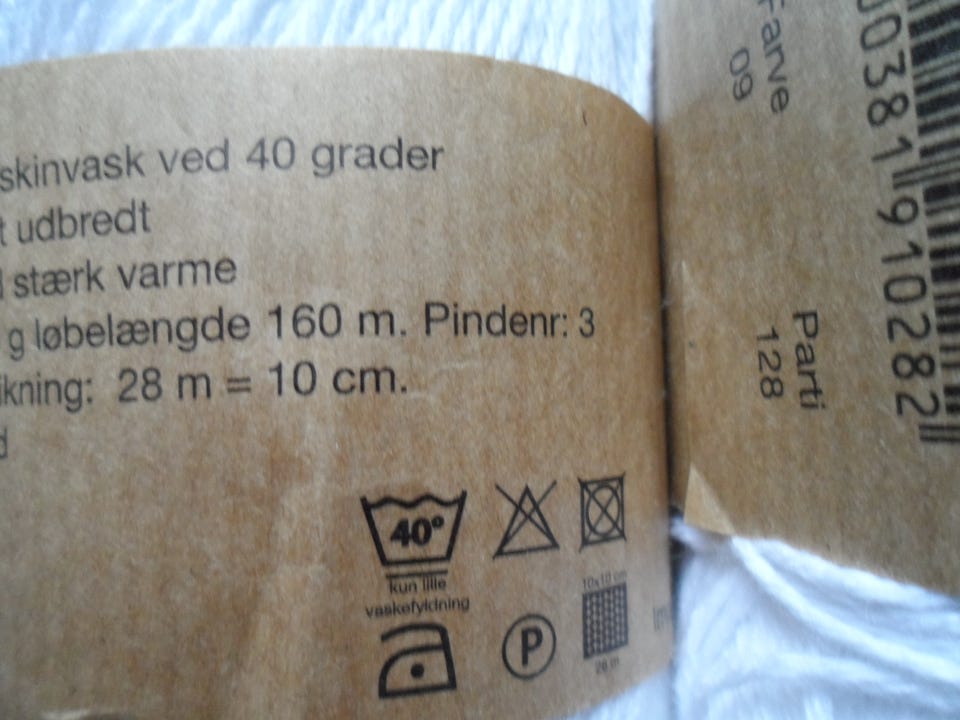 skinvask ved 40 grader
t udbredt
stærk varme
g løbelængde 160 m. Pindenr: 3
ikning: 28 m = 10 cm.
40°
kun lille
vaskefyldning
P
10x10 cm
28 m
Farve
09
Parti
128